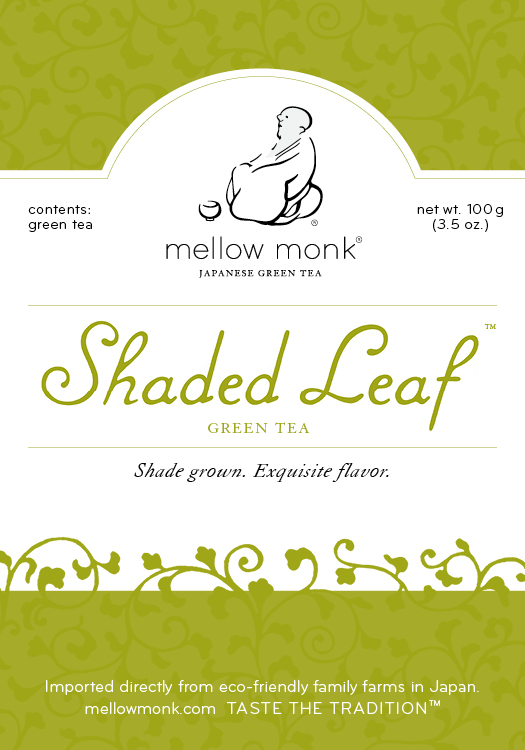 contents:
green tea
net wt. 100g
(3.5 oz.)
®
mellow monk®
JAPANESE GREEN TEA
Shaded Leaf™
GREEN TEA
Shade grown. Exquisite flavor.
Imported directly from eco-friendly family farms in Japan.
mellowmonk.com TASTE THE TRADITION™